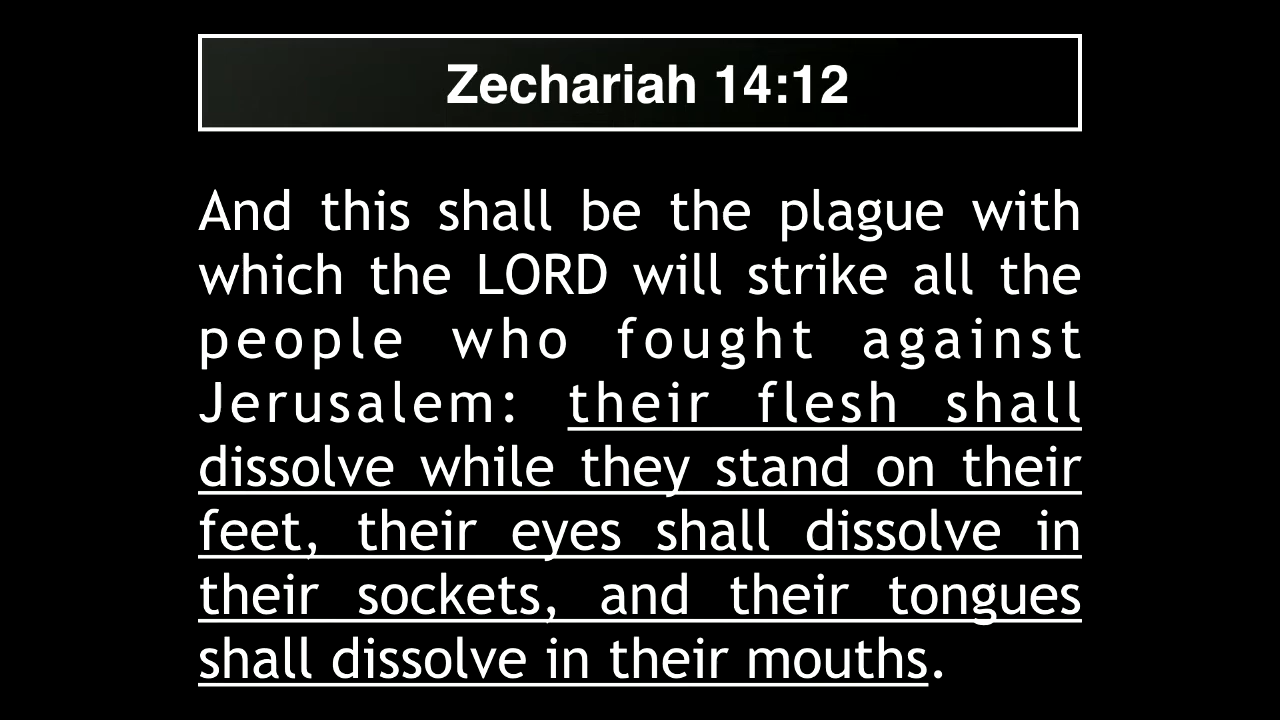 Zechariah 14:12
And this shall be the plague with
which the LORD will strike all the
people who fought against
Jerusalem: their flesh shall
dissolve while they stand on their
feet, their eyes shall dissolve in
their sockets, and their tongues
shall dissolve in their mouths.